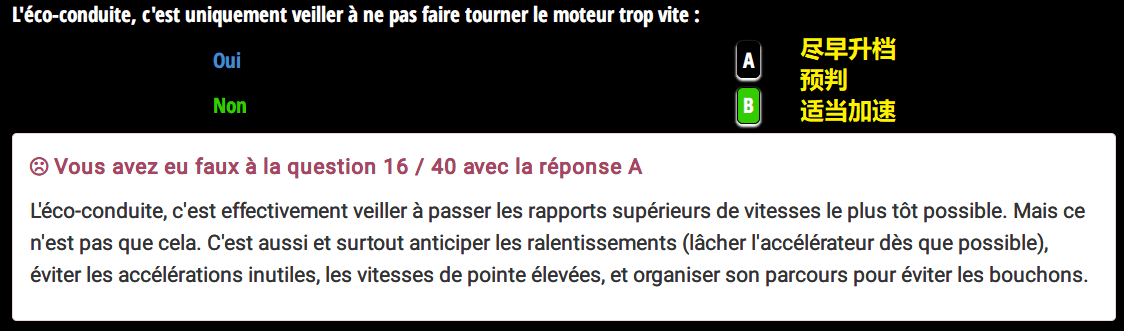 L'éco-conduite, c'est uniquement veiller à ne pas faire tourner le moteur trop vite :
Oui A
Non B
尽早升档
预判
适当加速
☹ Vous avez eu faux à la question 16 / 40 avec la réponse A
L'éco-conduite, c'est effectivement veiller à passer les rapports supérieurs de vitesses le plus tôt possible. Mais ce
n'est pas que cela. C'est aussi et surtout anticiper les ralentissements (lâcher l'accélérateur dès que possible),
éviter les accélérations inutiles, les vitesses de pointe élevées, et organiser son parcours pour éviter les bouchons.